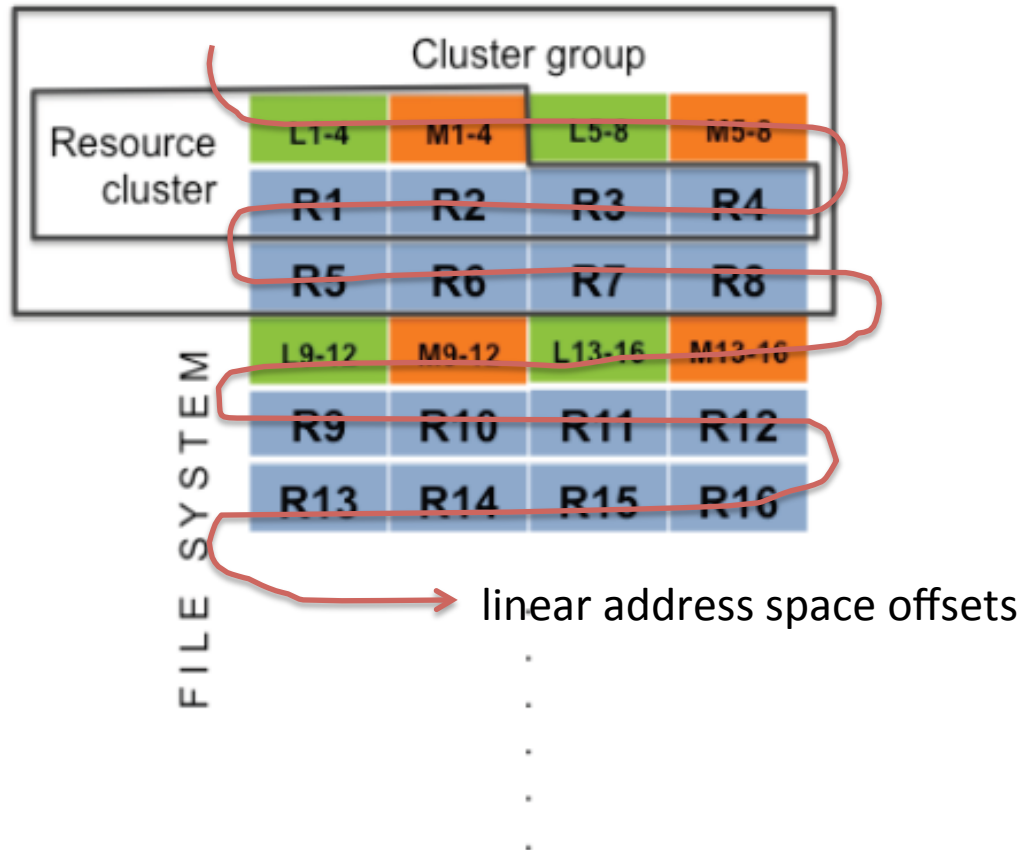 Cluster group
Resource
cluster
L1-4 M1-4 L5-8 M5-8
R1 R2 R3 R4
R5 R6 R7 R8
L9-12 M9-12 L13-16 M13-16
R9 R10 R11 R12
R13 R14 R15 R16
FILE SYSTEM
linear address space offsets